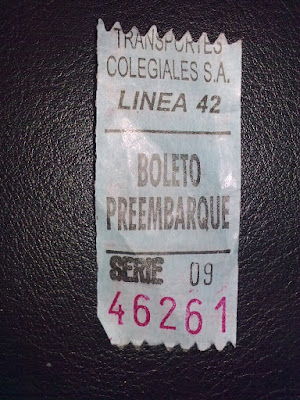 TRANSPORTES
COLEGIALES S.A.
LINEA 42
BOLETO
PREEMBARQUE
SERIE 09
46261